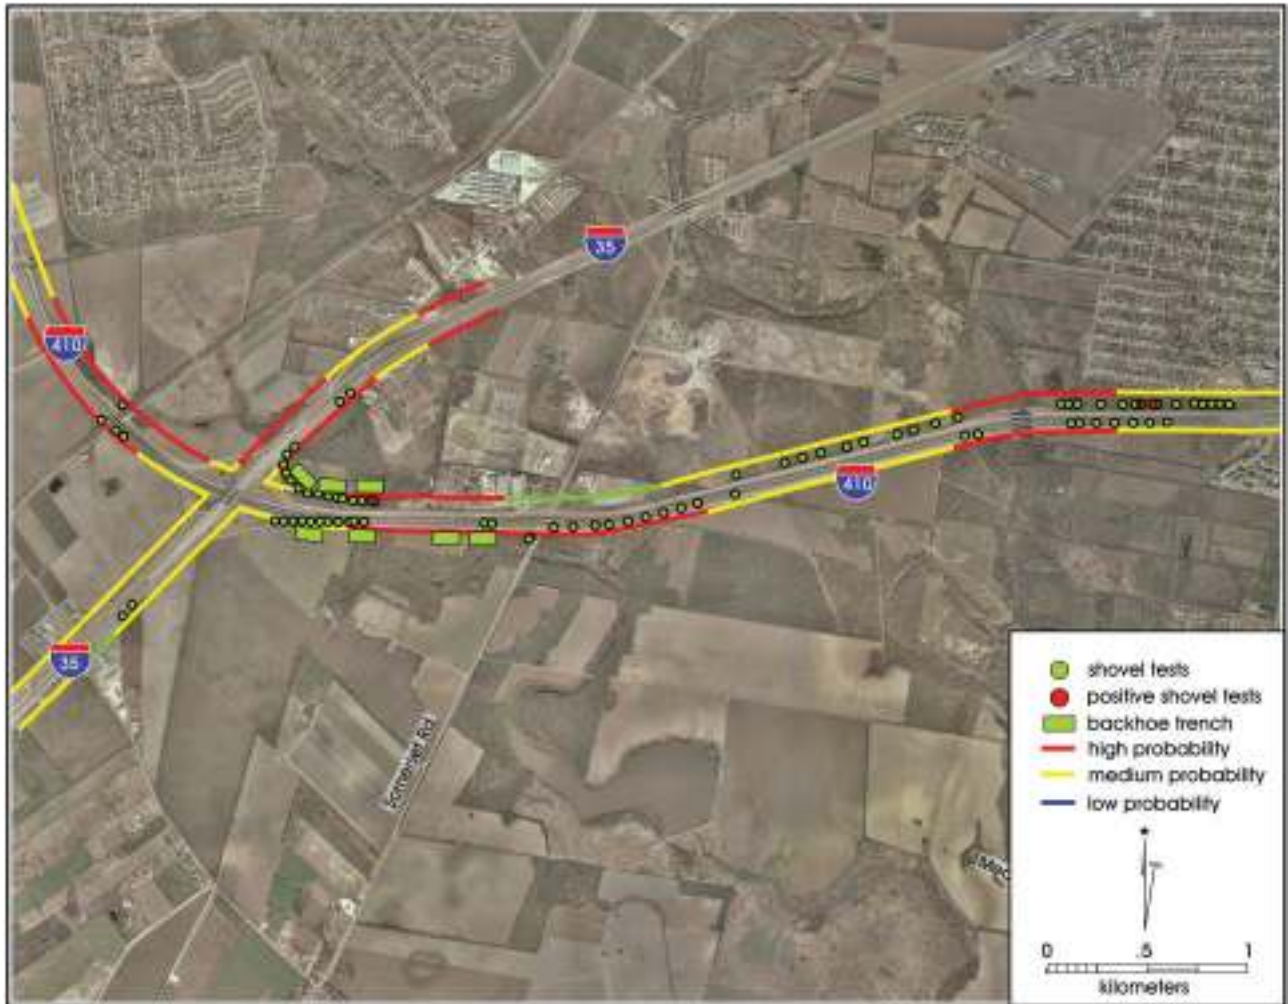 35
410
410
35
Somerset Rd
shovel tests
positive shovel tests
backhoe trench
high probability
medium probability
low probability
0 .5 1
kilometers